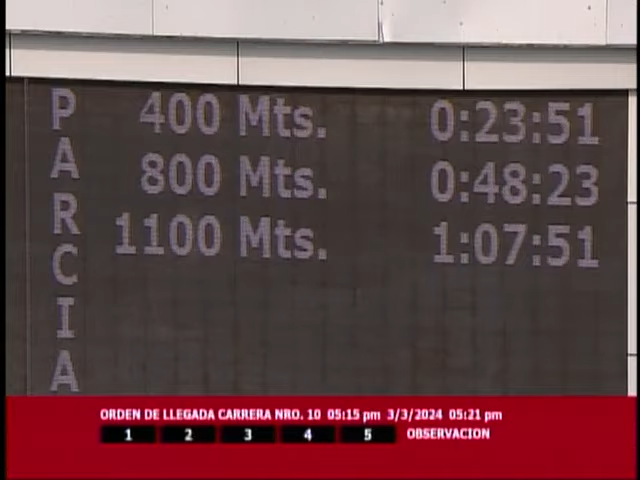 PARCIA
400 Mts. 0:23:51
800 Mts. 0:48:23
1100 Mts. 1:07:51
ORDEN DE LLEGADA CARRERA NRO. 10 05:15 pm 3/3/2024 05:21 pm
1 2 3 4 5 OBSERVACION